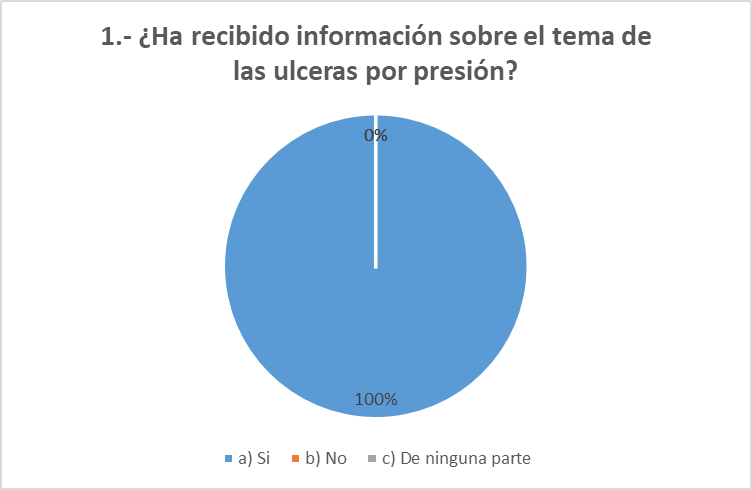 1.- ¿Ha recibido información sobre el tema de
las ulceras por presión?
0%
100%
a) Si b) No c) De ninguna parte